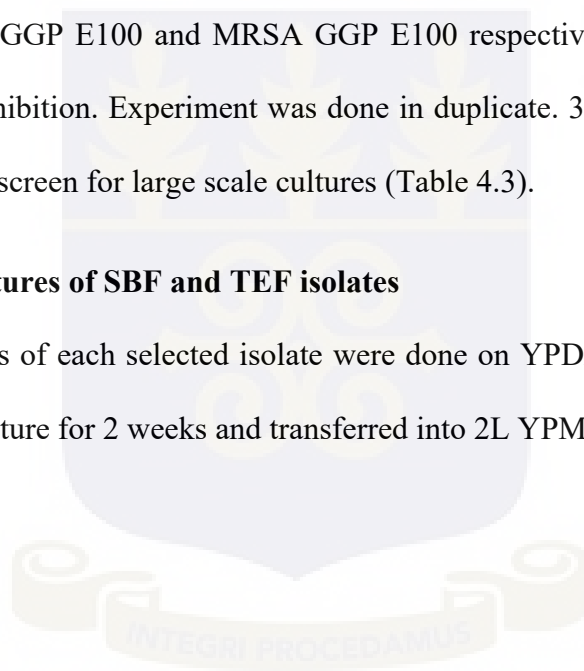 GGP E100 and MRSA GGP E100 respectiv
hibition. Experiment was done in duplicate. 3
screen for large scale cultures (Table 4.3).
tures of SBF and TEF isolates
s of each selected isolate were done on YPD
ture for 2 weeks and transferred into 2L YPM
INTEGRI PROCEDAMUS